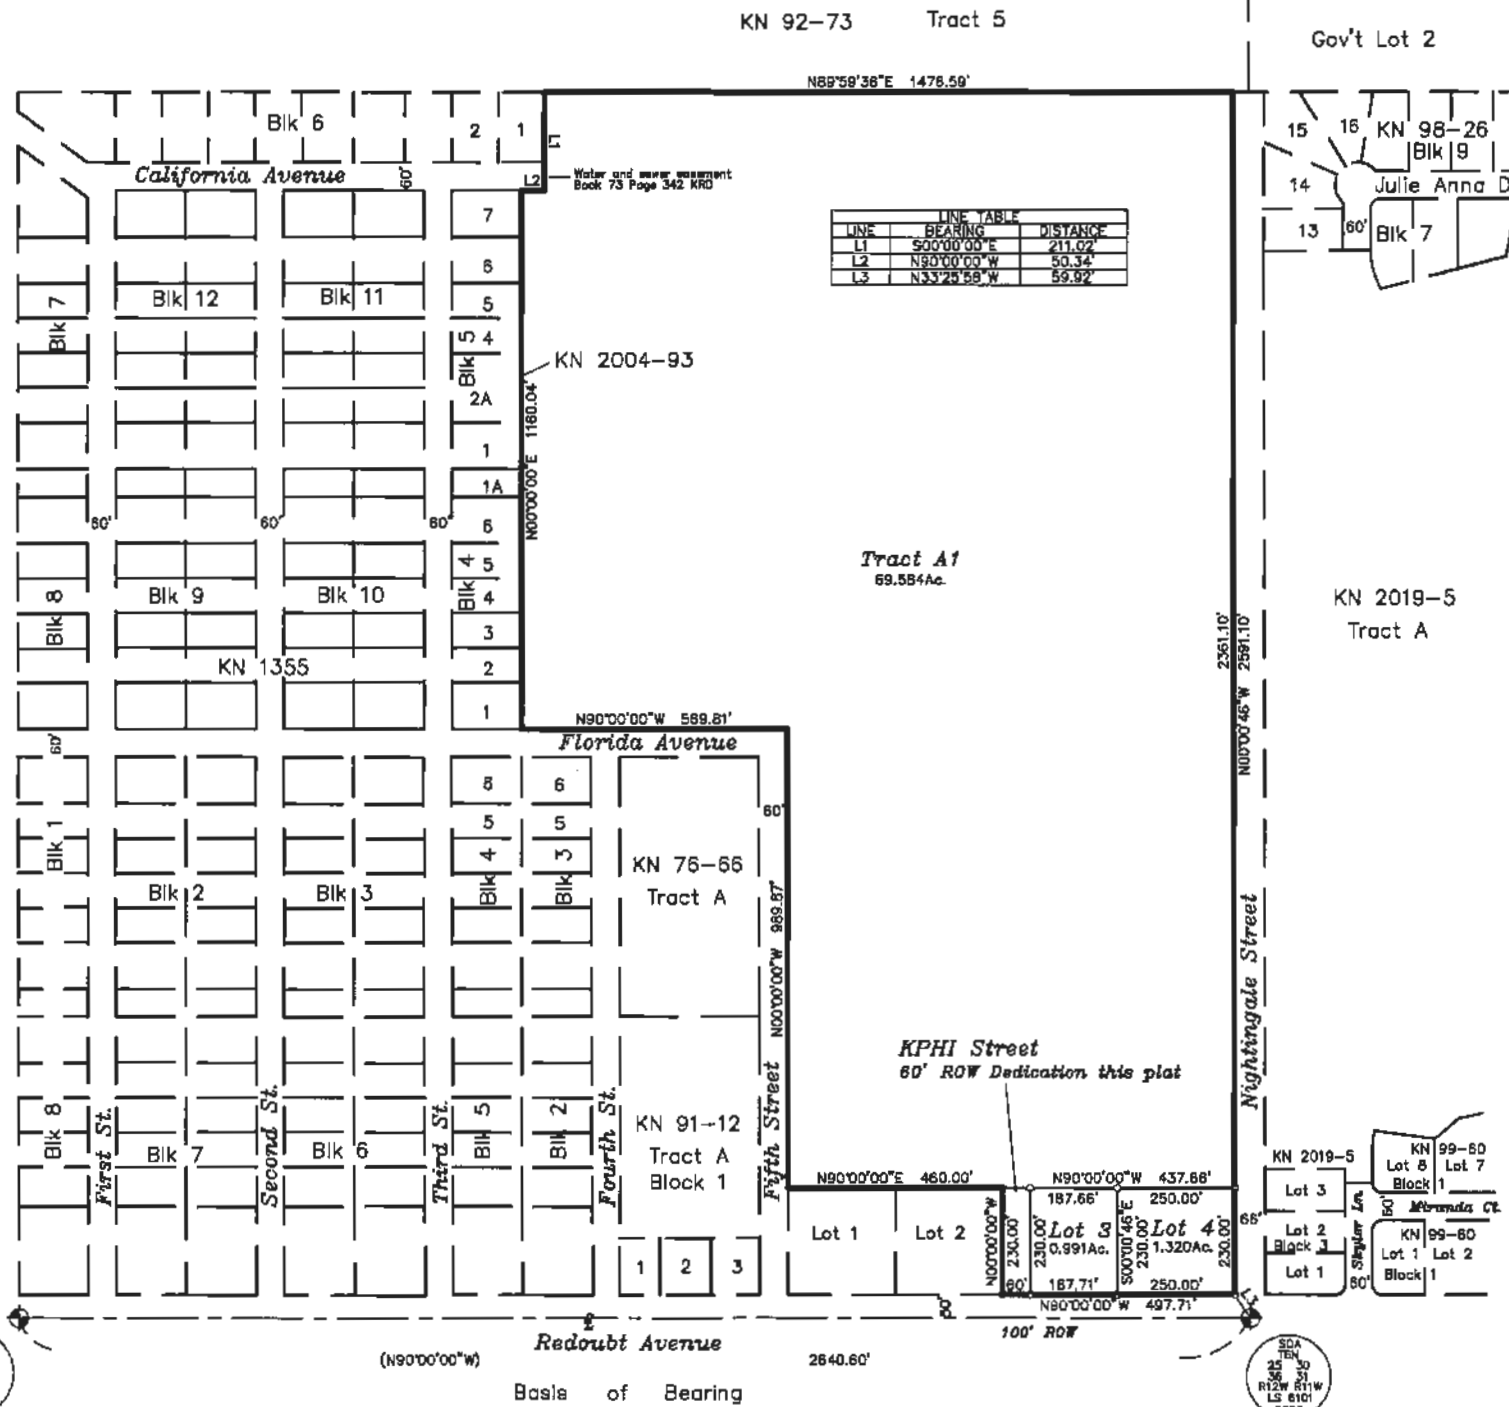 KN 92-73 Tract 5
Gov't Lot 2
N89°59'36"E 1476.59'
Blk 6
2
1
L1
California Avenue
60'
L2
Water and sewer easement
Book 73 Page 342 KRD
15
16
KN 98-26
Blk 9
14
Julie Anna D
13
60'
Blk 7
LINE TABLE
LINE BEARING DISTANCE
L1 S00°00'00"E 211.02'
L2 N90°00'00"W 50.34'
L3 N33°25'58"W 59.92'
7
6
5
4
Blk 5
2A
1
1A
Blk 7
Blk 12
Blk 11
KN 2004-93
N00°00'00"E 1160.04'
60'
60'
60'
6
5
4
Blk 4
3
2
1
Blk 8
Blk 9
Blk 10
KN 1355
Tract A1
69.584Ac.
KN 2019-5
Tract A
2361.10'
N00°00'46"W 2591.10'
N90°00'00"W 569.81'
Florida Avenue
60'
6
6
5
5
Blk 4
Blk 3
Blk 1
Blk 2
Blk 3
60'
KN 76-66
Tract A
N00°00'00"W 989.87'
Nightingale Street
KPHI Street
60' ROW Dedication this plat
Blk 8
First St.
Blk 7
Second St.
Blk 6
Third St.
Blk 5
Blk 2
Fourth St.
KN 91-12
Tract A
Block 1
Fifth Street
N90°00'00"E 460.00'
N90°00'00"W 437.66'
187.66'
250.00'
Lot 1
Lot 2
N00°00'00"W
230.00'
230.00'
Lot 3
0.991Ac.
S00°00'46"E
230.00'
Lot 4
1.320Ac.
230.00'
66'
60'
187.71'
250.00'
N90°00'00"W 497.71'
1
2
3
KN 2019-5
Lot 3
Lot 2
Block 3
Lot 1
Skyler Ln.
60'
KN 99-60
Lot 8 Lot 7
Block 1
60'
Miranda Ct.
KN 99-60
Lot 1 Lot 2
Block 1
L3
50'
Redoubt Avenue
100' ROW
(N90°00'00"W)
2640.60'
Basis of Bearing
SDA
25 30
36 31
R12W R11W
LS 6101